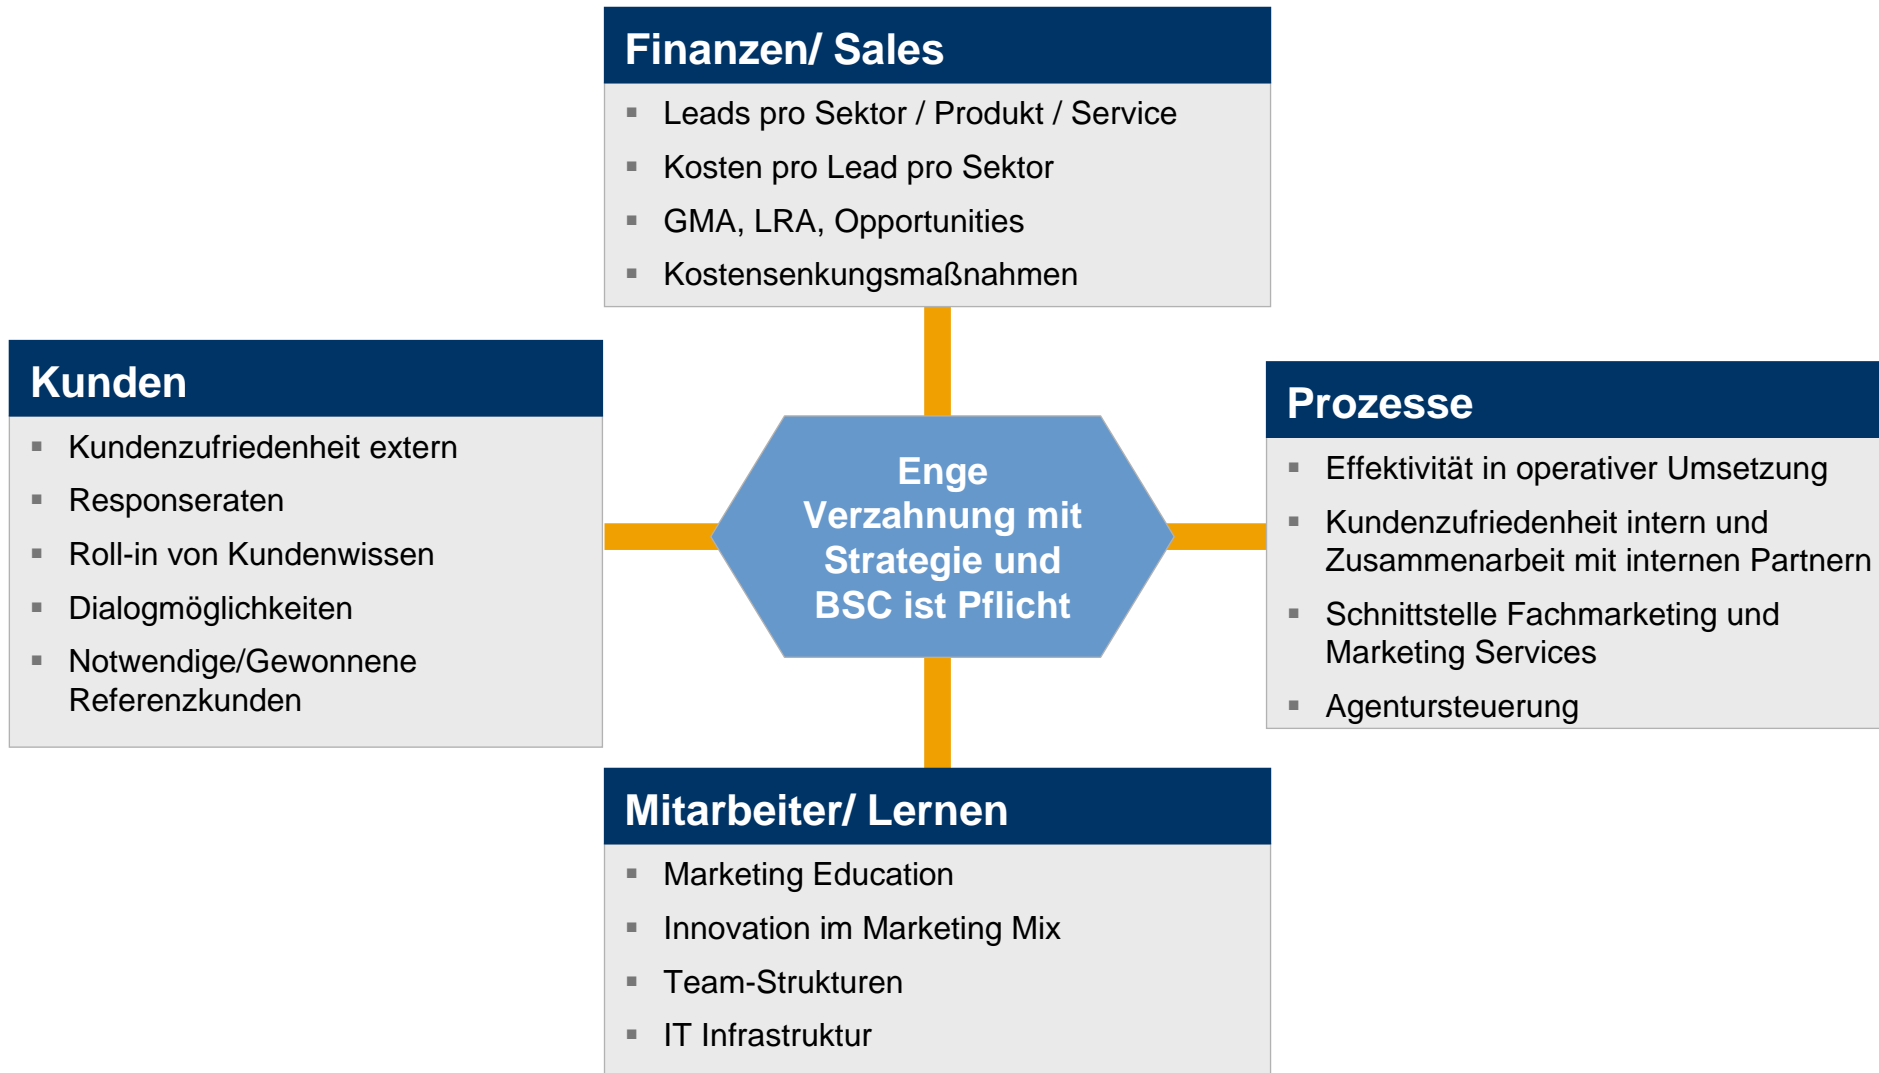 Finanzen/ Sales
Leads pro Sektor / Produkt / Service
Kosten pro Lead pro Sektor
GMA, LRA, Opportunities
Kostensenkungsmaßnahmen
Kunden
Kundenzufriedenheit extern
Responseraten
Roll-in von Kundenwissen
Dialogmöglichkeiten
Notwendige/Gewonnene
Referenzkunden
Enge
Verzahnung mit
Strategie und
BSC ist Pflicht
Prozesse
Effektivität in operativer Umsetzung
Kundenzufriedenheit intern und
Zusammenarbeit mit internen Partnern
Schnittstelle Fachmarketing und
Marketing Services
Agentursteuerung
Mitarbeiter/ Lernen
Marketing Education
Innovation im Marketing Mix
Team-Strukturen
IT Infrastruktur